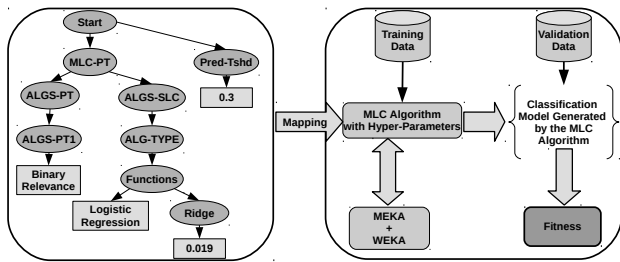 Start
MLC-PT
Pred-Tshd
ALGS-PT
ALGS-SLC
0.3
ALGS-PT1
ALG-TYPE
Binary
Relevance
Functions
Logistic
Regression
Ridge
0.019
Mapping
Training
Data
Validation
Data
MLC Algorithm
with Hyper-Parameters
Classification
Model Generated
by the MLC
Algorithm
MEKA
+
WEKA
Fitness